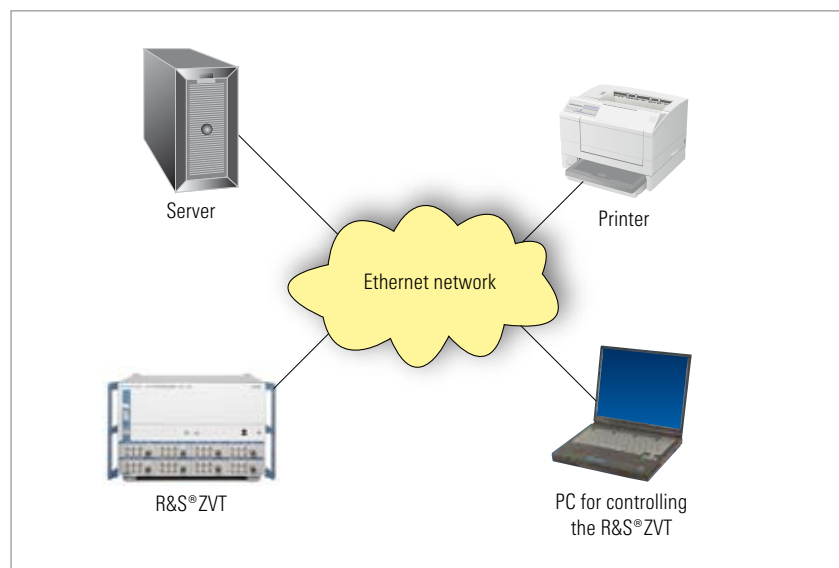 Server
Printer
Ethernet network
R&S®ZVT
PC for controlling
the R&S®ZVT